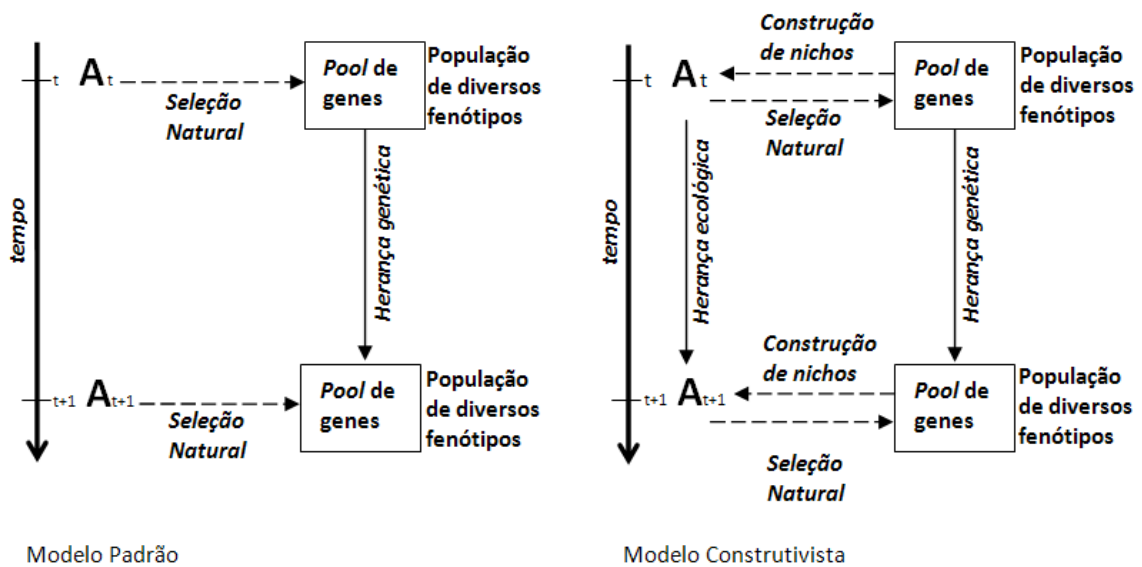 tempo
t
A t
Seleção
Natural
Pool de
genes
População
de diversos
fenótipos
Herança genética
t+1
A t+1
Seleção
Natural
Pool de
genes
População
de diversos
fenótipos
Modelo Padrão
tempo
t
A t
Construção
de nichos
Seleção
Natural
Pool de
genes
População
de diversos
fenótipos
Herança ecológica
Herança genética
t+1
A t+1
Construção
de nichos
Seleção
Natural
Pool de
genes
População
de diversos
fenótipos
Modelo Construtivista